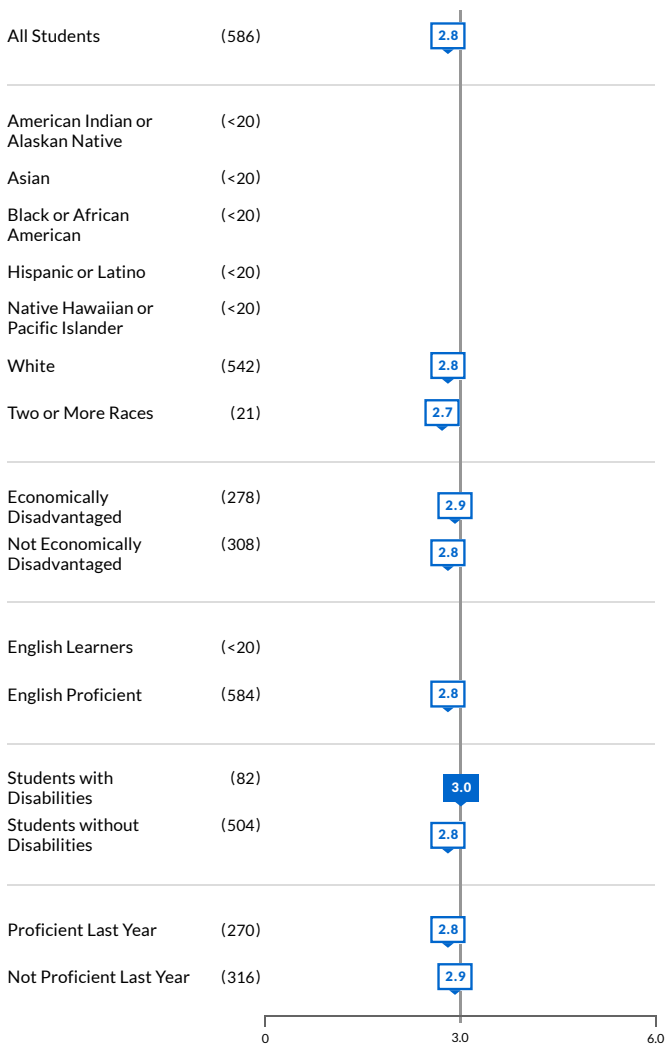 All Students (586) 2.8
American Indian or (<20)
Alaskan Native
Asian (<20)
Black or African (<20)
American
Hispanic or Latino (<20)
Native Hawaiian or (<20)
Pacific Islander
White (542) 2.8
Two or More Races (21) 2.7
Economically (278) 2.9
Disadvantaged
Not Economically (308) 2.8
Disadvantaged
English Learners (<20)
English Proficient (584) 2.8
Students with (82) 3.0
Disabilities
Students without (504) 2.8
Disabilities
Proficient Last Year (270) 2.8
Not Proficient Last Year (316) 2.9
0 3.0 6.0